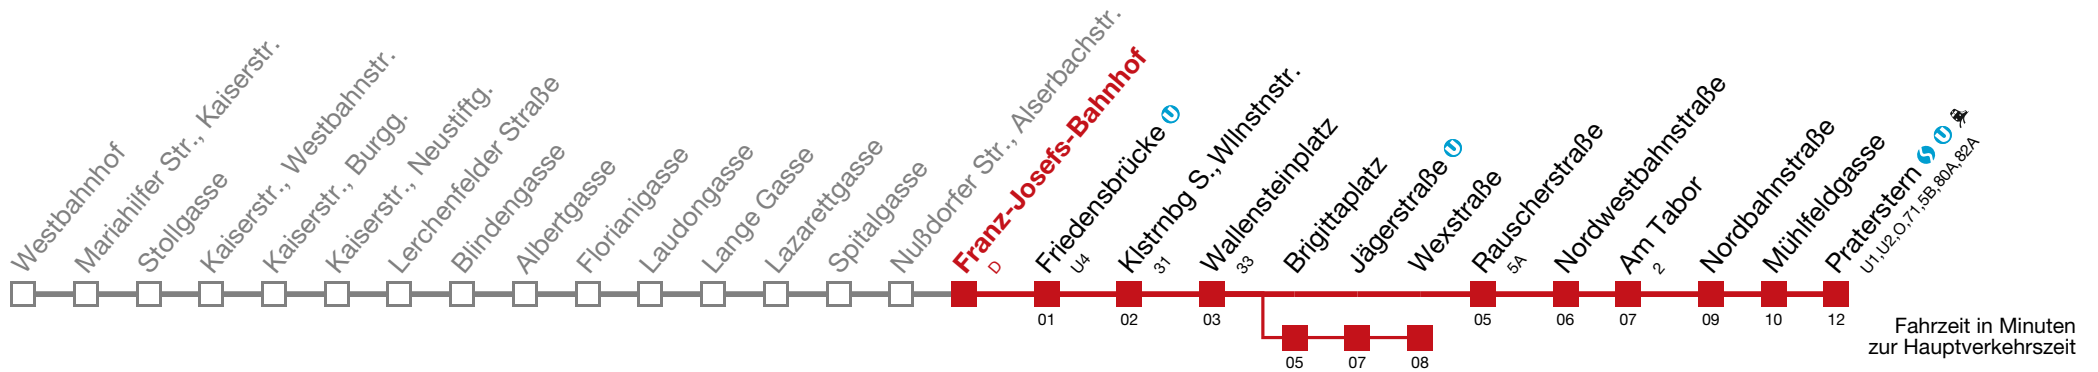 Westbahnhof
Mariahilfer Str., Kaiserstr.
Stollgasse
Kaiserstr., Westbahnstr.
Kaiserstr., Burgg.
Kaiserstr., Neustiftg.
Lerchenfelder Straße
Blindengasse
Albertgasse
Florianigasse
Laudongasse
Lange Gasse
Lazarettgasse
Spitalgasse
Nußdorfer Str., Alserbachstr.
Franz-Josefs-Bahnhof
D
Friedensbrücke U
U4
01
Klstrnbg S., Wllnstnstr.
31
02
Wallensteinplatz
33
03
Brigittaplatz
05
Jägerstraße U
07
Wexstraße
08
Rauscherstraße
5A
05
Nordwestbahnstraße
06
Am Tabor
2
07
Nordbahnstraße
09
Mühlfeldgasse
10
Praterstern S U
U1,U2,O,71,5B,80A,82A
12
Fahrzeit in Minuten
zur Hauptverkehrszeit